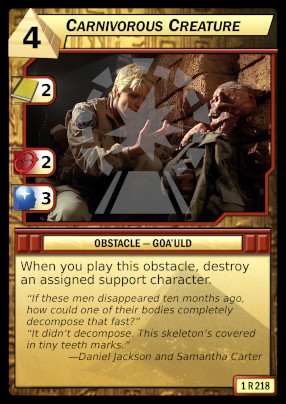 CARNIVOROUS CREATURE
4
2
2
3
OBSTACLE — GOA'ULD
When you play this obstacle, destroy
an assigned support character.
“If these men disappeared ten months ago,
how could one of their bodies completely
decompose that fast?”
“It didn't decompose. This skeleton's covered
in tiny teeth marks.”
—Daniel Jackson and Samantha Carter
1 R 218